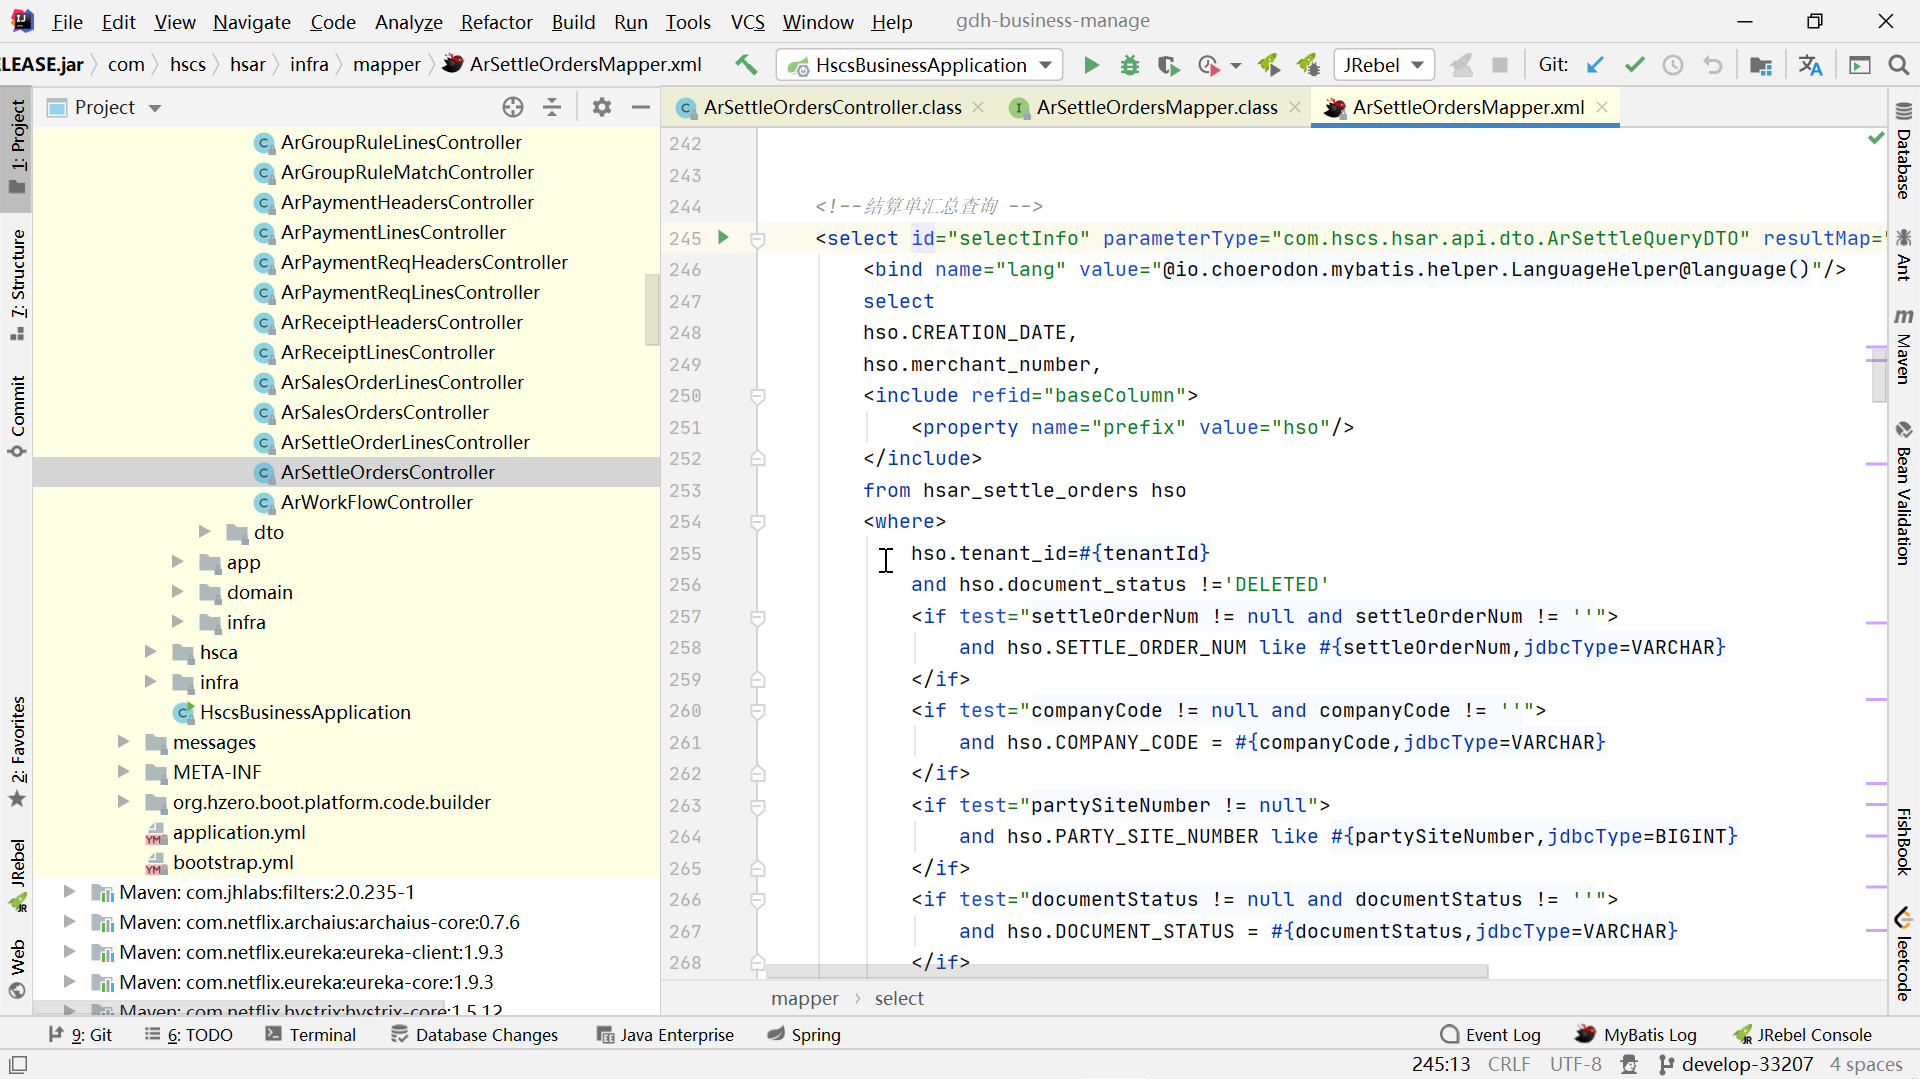 File Edit View Navigate Code Analyze Refactor Build Run Tools VCS Window Help gdh-business-manage
LEASE.jar com hscs hsar infra mapper ArSettleOrdersMapper.xml HscsBusinessApplication JRebel Git:
Project
ArSettleOrdersController.class ArSettleOrdersMapper.class ArSettleOrdersMapper.xml
1: Project
7: Structure
Commit
2: Favorites
JRebel
Web
ArGroupRuleLinesController
ArGroupRuleMatchController
ArPaymentHeadersController
ArPaymentLinesController
ArPaymentReqHeadersController
ArPaymentReqLinesController
ArReceiptHeadersController
ArReceiptLinesController
ArSalesOrderLinesController
ArSalesOrdersController
ArSettleOrderLinesController
ArSettleOrdersController
ArWorkFlowController
dto
app
domain
infra
hsca
infra
HscsBusinessApplication
messages
META-INF
org.hzero.boot.platform.code.builder
application.yml
bootstrap.yml
Maven: com.jhlabs:filters:2.0.235-1
Maven: com.netflix.archaius:archaius-core:0.7.6
Maven: com.netflix.eureka:eureka-client:1.9.3
Maven: com.netflix.eureka:eureka-core:1.9.3
Maven: com.netflix.hystrix:hystrix-core:1.5.12
242
243
244 <!--结算单汇总查询 -->
245 <select id="selectInfo" parameterType="com.hscs.hsar.api.dto.ArSettleQueryDTO" resultMap="
246 <bind name="lang" value="@io.choerodon.mybatis.helper.LanguageHelper@language()"/>
247 select
248 hso.CREATION_DATE,
249 hso.merchant_number,
250 <include refid="baseColumn">
251 <property name="prefix" value="hso"/>
252 </include>
253 from hsar_settle_orders hso
254 <where>
255 hso.tenant_id=#{tenantId}
256 and hso.document_status !='DELETED'
257 <if test="settleOrderNum != null and settleOrderNum != ''">
258 and hso.SETTLE_ORDER_NUM like #{settleOrderNum,jdbcType=VARCHAR}
259 </if>
260 <if test="companyCode != null and companyCode != ''">
261 and hso.COMPANY_CODE = #{companyCode,jdbcType=VARCHAR}
262 </if>
263 <if test="partySiteNumber != null">
264 and hso.PARTY_SITE_NUMBER like #{partySiteNumber,jdbcType=BIGINT}
265 </if>
266 <if test="documentStatus != null and documentStatus != ''">
267 and hso.DOCUMENT_STATUS = #{documentStatus,jdbcType=VARCHAR}
268 </if>
mapper select
Database
Ant
Maven
Bean Validation
FishBook
leetcode
9: Git 6: TODO Terminal Database Changes Java Enterprise Spring Event Log MyBatis Log JRebel Console
245:13 CRLF UTF-8 develop-33207 4 spaces